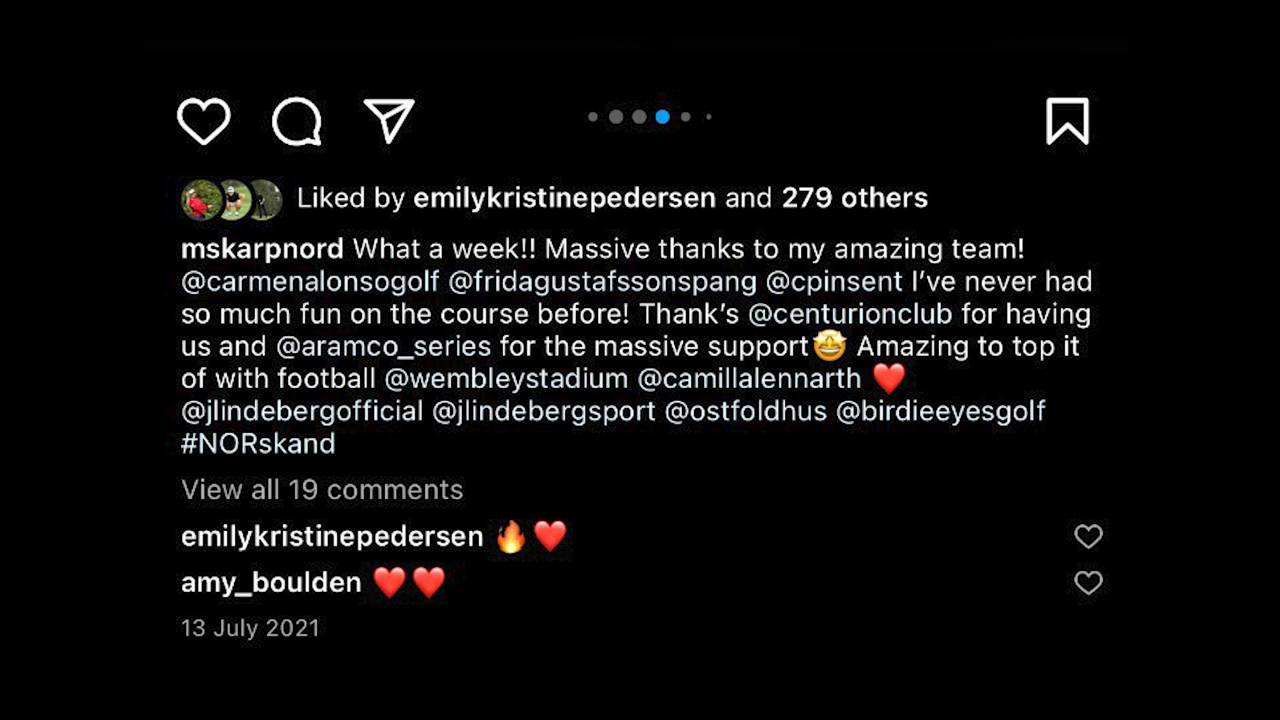 Liked by emilykristinepedersen and 279 others
mskarpnord What a week!! Massive thanks to my amazing team!
@carmenalonsogolf @fridagustafssonspang @cpinsent I’ve never had
so much fun on the course before! Thank’s @centurionclub for having
us and @aramco_series for the massive support🤩 Amazing to top it
of with football @wembleystadium @camillalennarth ❤️
@jlindebergofficial @jlindebergsport @ostfoldhus @birdieeyesgolf
#NORskand
View all 19 comments
emilykristinepedersen 🔥❤️
amy_boulden ❤️❤️
13 July 2021